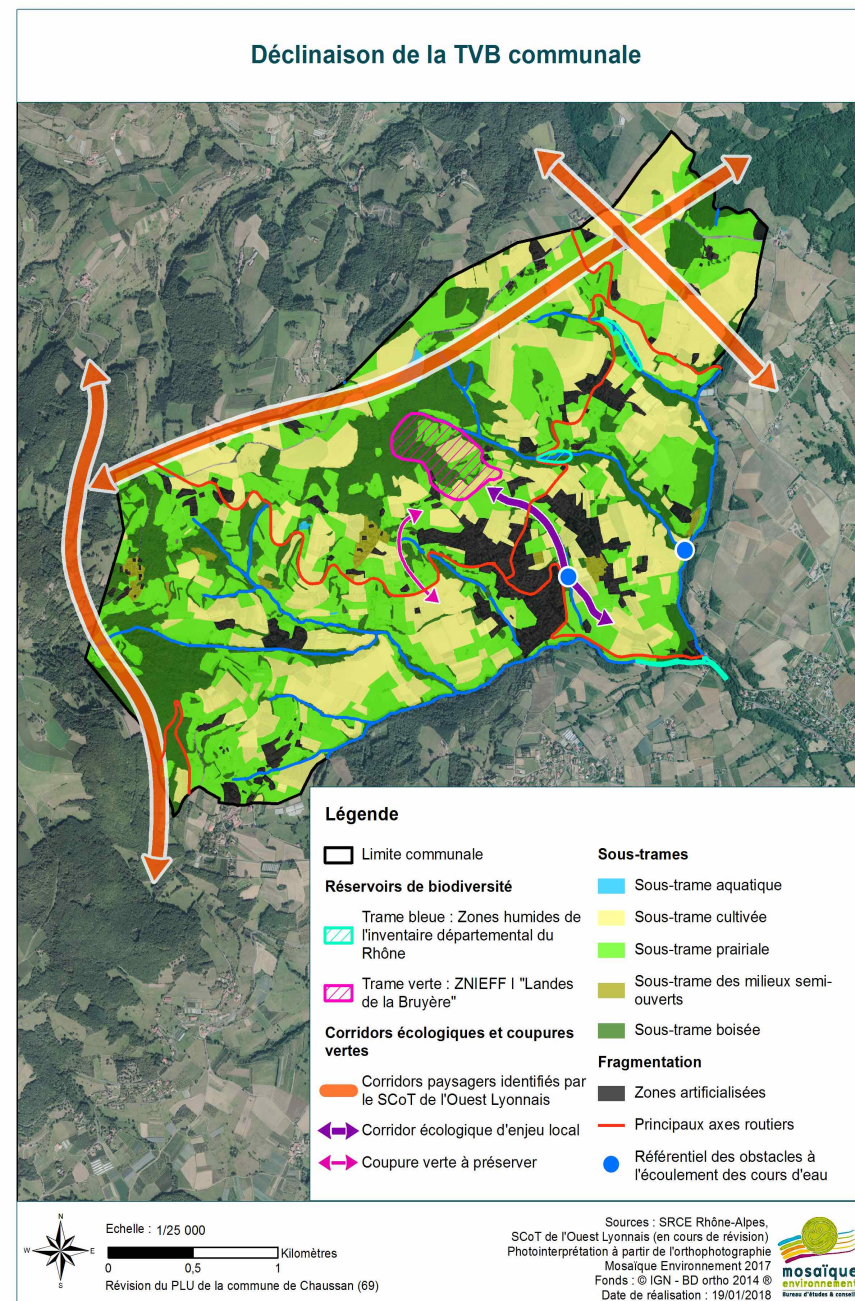 Déclinaison de la TVB communale
Légende
Limite communale
Réservoirs de biodiversité
Trame bleue : Zones humides de
l'inventaire départemental du
Rhône
Trame verte : ZNIEFF I "Landes
de la Bruyère"
Corridors écologiques et coupures
vertes
Corridors paysagers identifiés par
le SCoT de l'Ouest Lyonnais
Corridor écologique d'enjeu local
Coupure verte à préserver
Sous-trames
Sous-trame aquatique
Sous-trame cultivée
Sous-trame prairiale
Sous-trame des milieux semi-
ouverts
Sous-trame boisée
Fragmentation
Zones artificialisées
Principaux axes routiers
Référentiel des obstacles à
l'écoulement des cours d'eau
N
W
E
S
Echelle : 1/25 000
Kilomètres
0 0,5 1
Révision du PLU de la commune de Chaussan (69)
Sources : SRCE Rhône-Alpes,
SCoT de l'Ouest Lyonnais (en cours de révision)
Photointerprétation à partir de l'orthophotographie
Mosaïque Environnement 2017
Fonds : © IGN - BD ortho 2014 ®
Date de réalisation : 19/01/2018
mosaïque
environnement
Bureau d'études & conseil